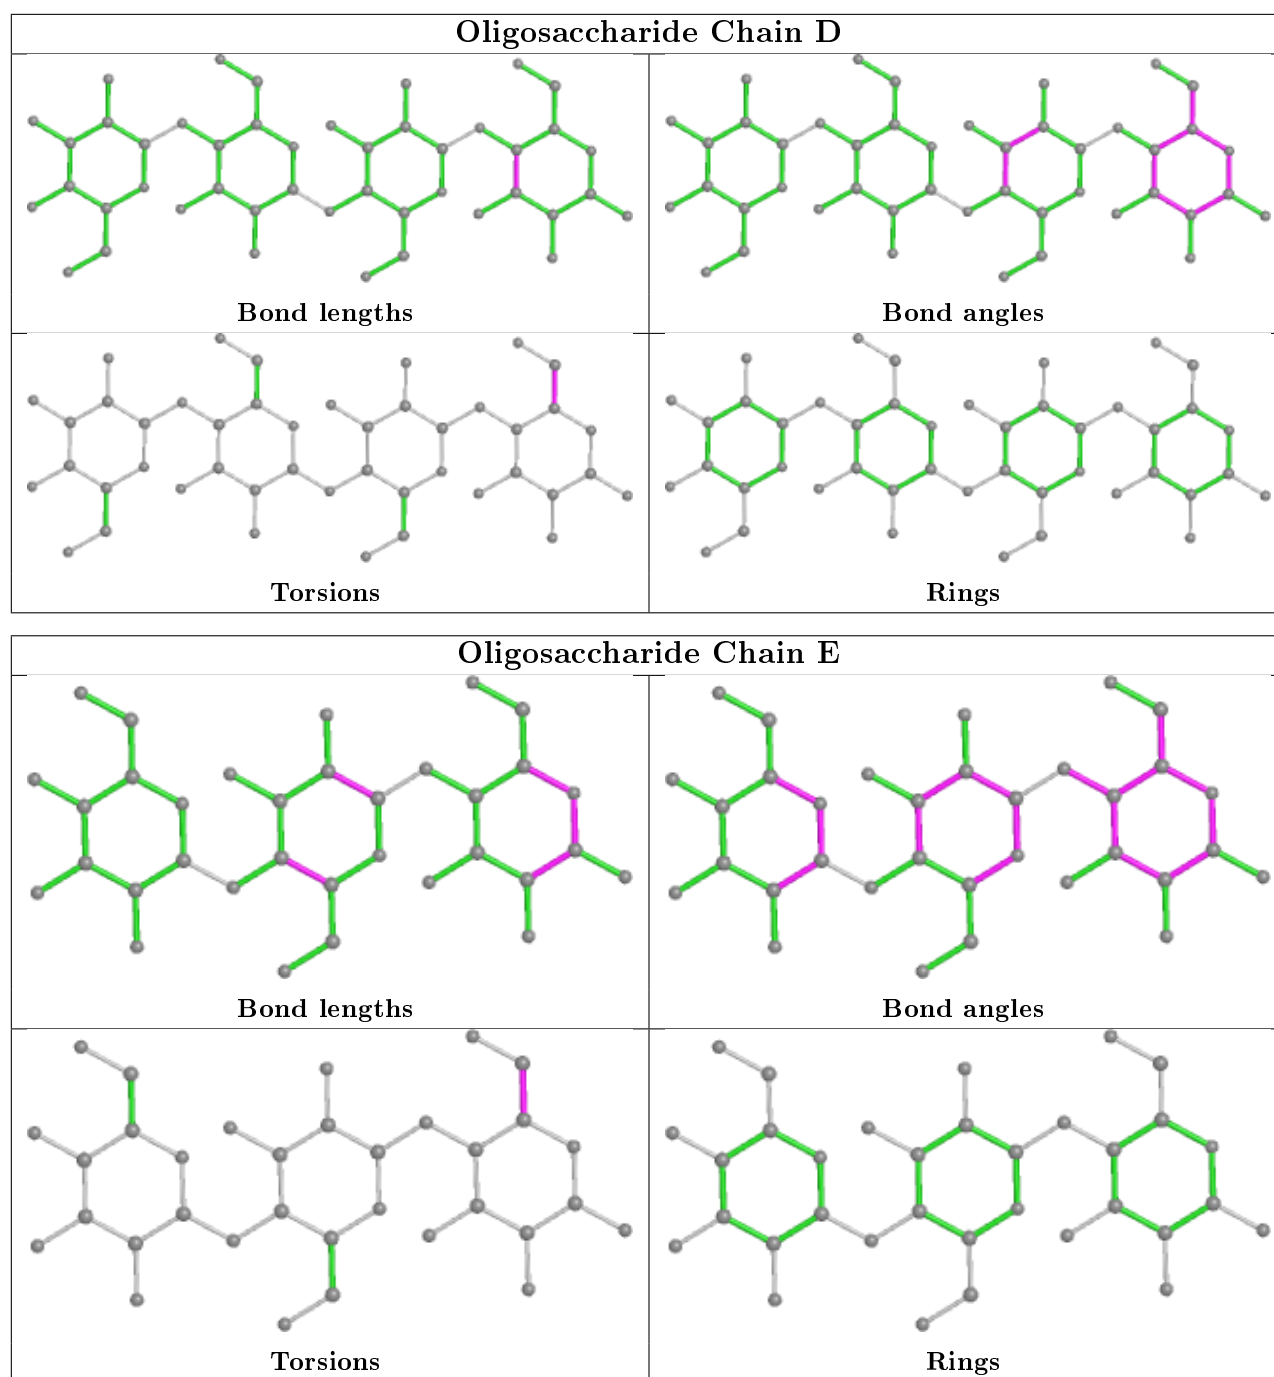 Oligosaccharide Chain D
Bond lengths
Bond angles
Torsions
Rings
Oligosaccharide Chain E
Bond lengths
Bond angles
Torsions
Rings